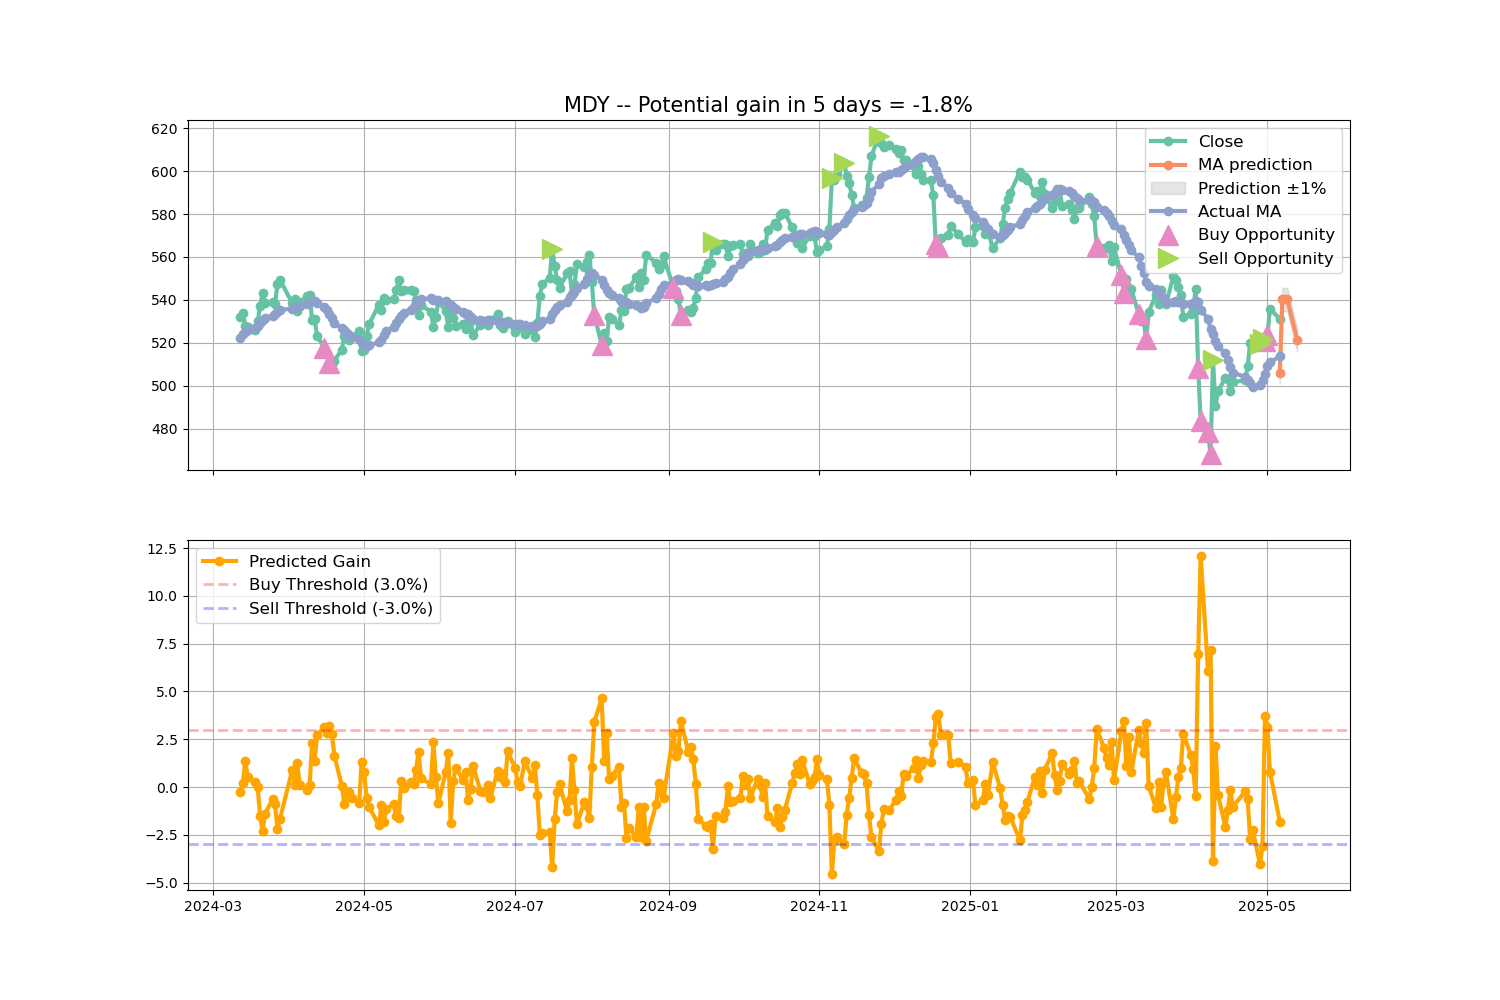 MDY -- Potential gain in 5 days = -1.8%
620
600
580
560
540
520
500
480
Close
MA prediction
Prediction ±1%
Actual MA
Buy Opportunity
Sell Opportunity
12.5
10.0
7.5
5.0
2.5
0.0
−2.5
−5.0
Predicted Gain
Buy Threshold (3.0%)
Sell Threshold (-3.0%)
2024-03
2024-05
2024-07
2024-09
2024-11
2025-01
2025-03
2025-05